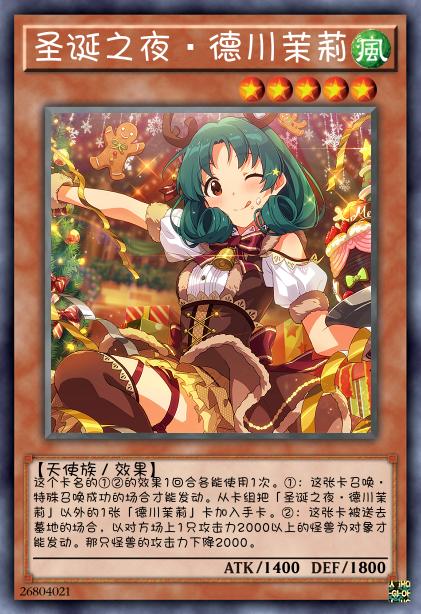 圣诞之夜·德川茉莉 風
【天使族 / 效果】
这个卡名的①②的效果1回合各能使用1次。①：这张卡召唤·
特殊召唤成功的场合才能发动。从卡组把「圣诞之夜·德川茉
莉」以外的1张「德川茉莉」卡加入手卡。②：这张卡被送去
墓地的场合，以对方场上1只攻击力2000以上的怪兽为对象才
能发动。那只怪兽的攻击力下降2000。
ATK/1400 DEF/1800
26804021